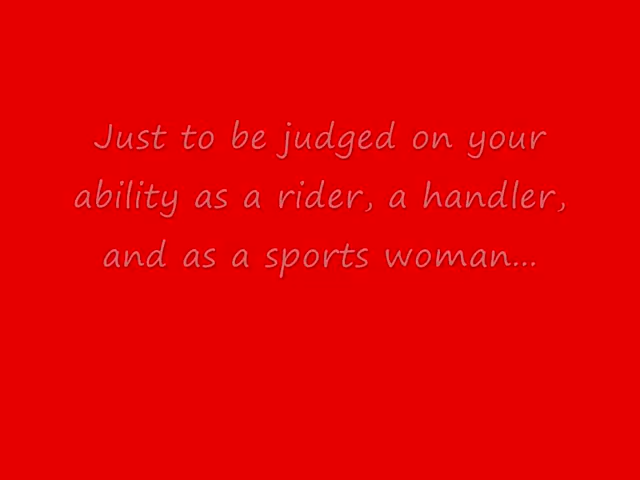 Just to be judged on your
ability as a rider, a handler,
and as a sports woman...